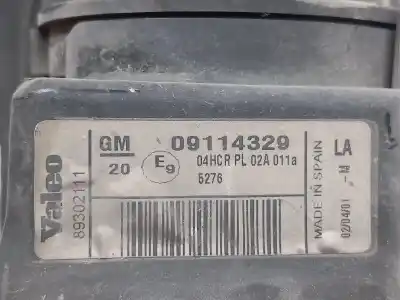 Valeo
89302111
GM 09114329
20 E9 04HCR PL 02A 011a
5276
MADE IN SPAIN
LA
02/04/01 -M